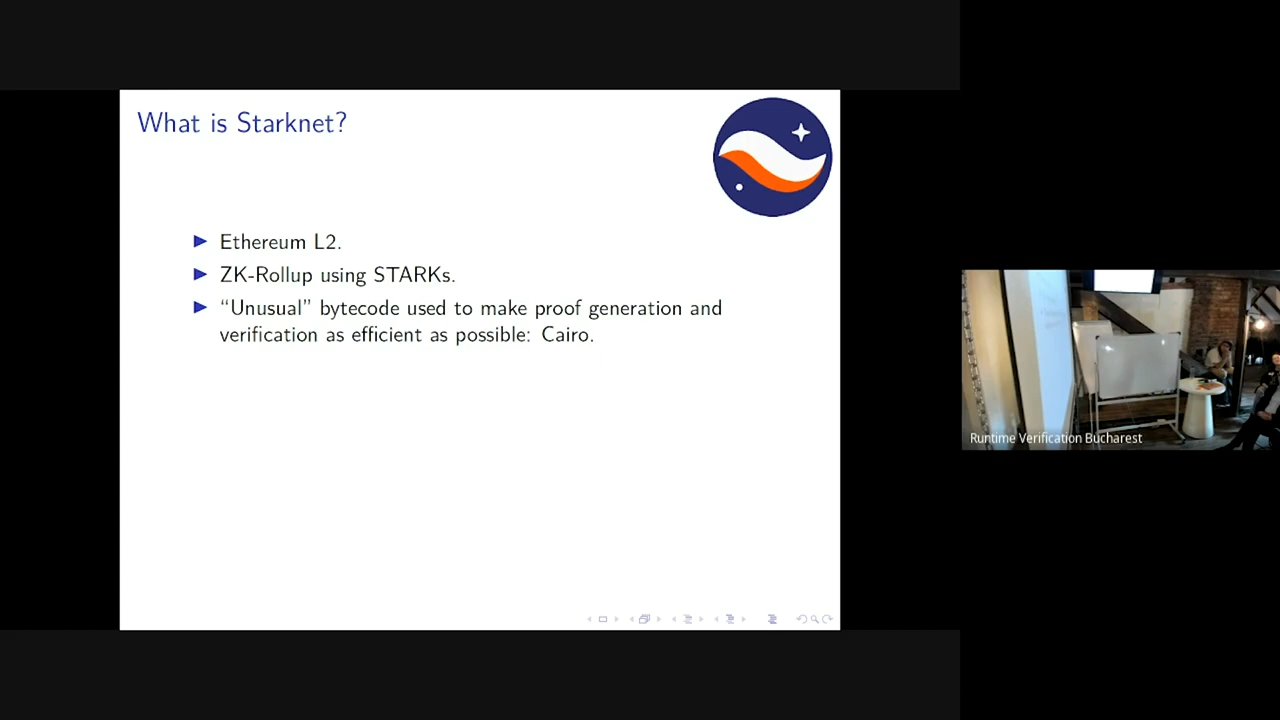 What is Starknet?
▶ Ethereum L2.
▶ ZK-Rollup using STARKs.
▶ “Unusual” bytecode used to make proof generation and
verification as efficient as possible: Cairo.
Runtime Verification Bucharest